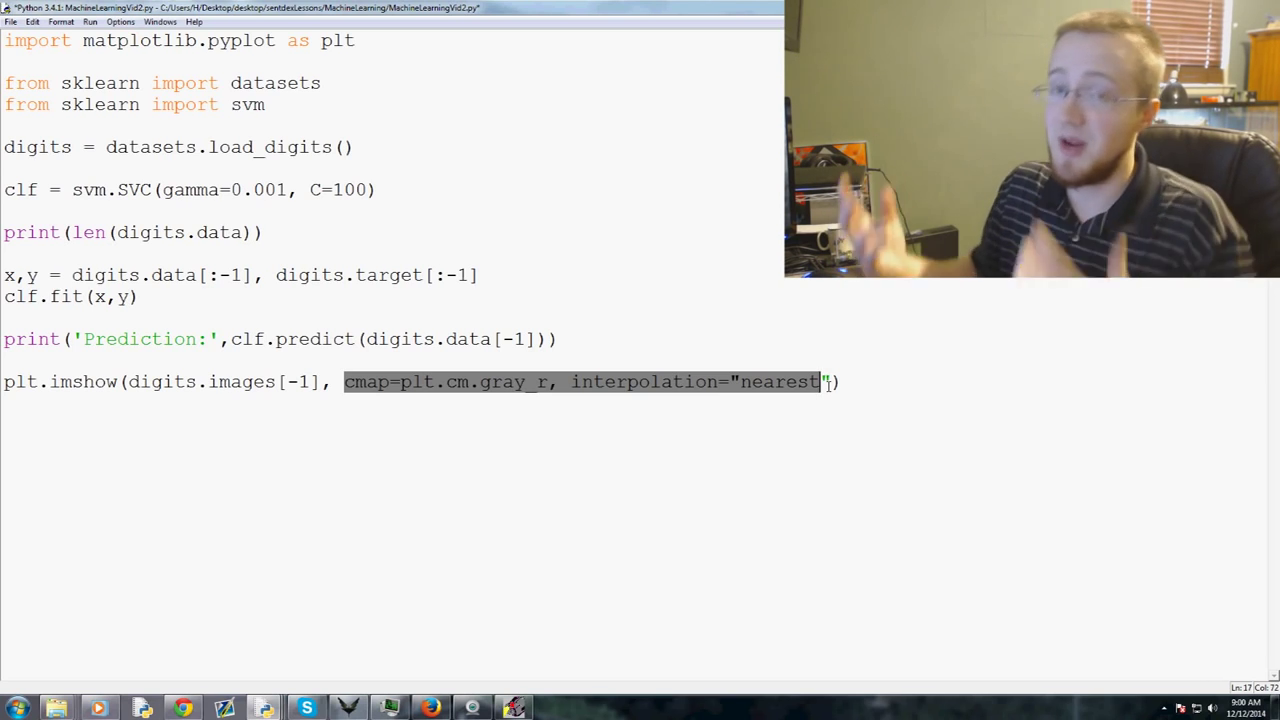 *Python 3.4.1: MachineLearningVid2.py - C:/Users/H/Desktop/desktop/sentdexLessons/MachineLearning/MachineLearningVid2.py*
File Edit Format Run Options Windows Help
import matplotlib.pyplot as plt
from sklearn import datasets
from sklearn import svm
digits = datasets.load_digits()
clf = svm.SVC(gamma=0.001, C=100)
print(len(digits.data))
x,y = digits.data[:-1], digits.target[:-1]
clf.fit(x,y)
print('Prediction:',clf.predict(digits.data[-1]))
plt.imshow(digits.images[-1], cmap=plt.cm.gray_r, interpolation="nearest")
Ln: 17 Col: 72
9:00 AM
12/12/2014